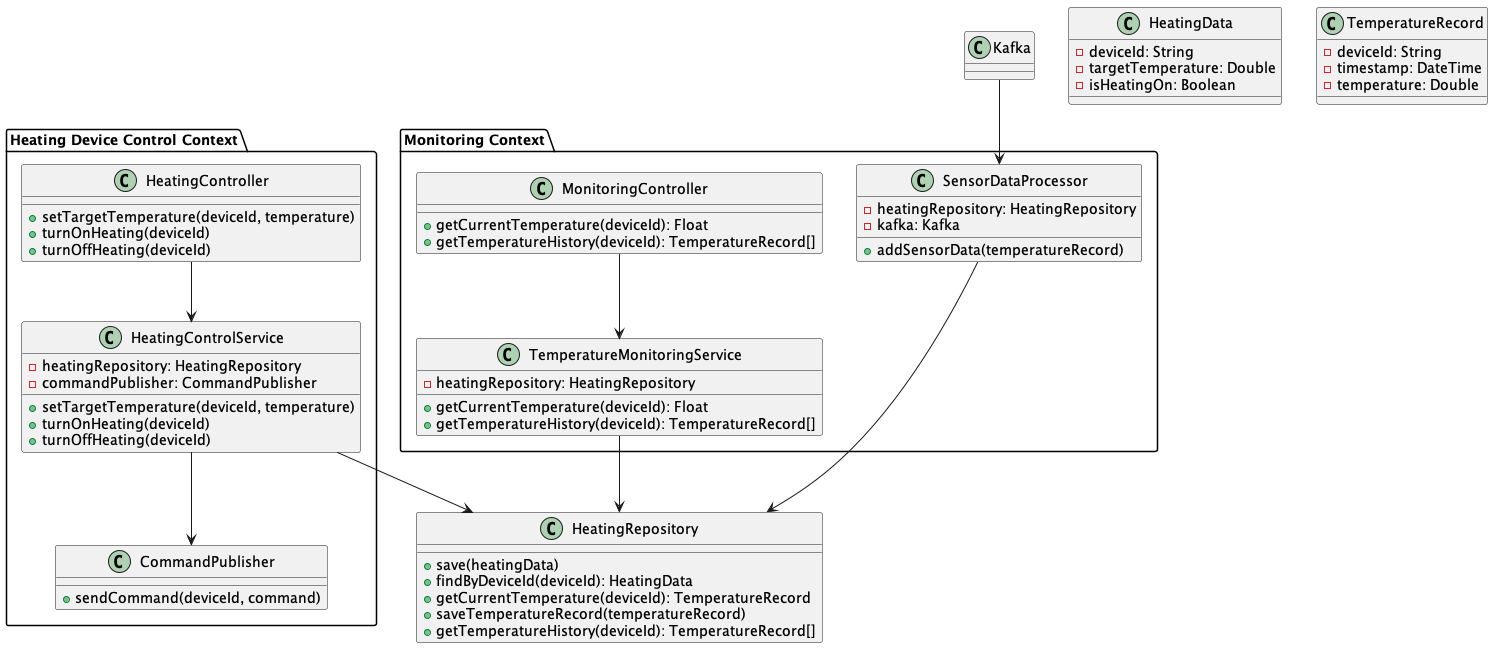 Kafka
HeatingData
deviceId: String
targetTemperature: Double
isHeatingOn: Boolean
TemperatureRecord
deviceId: String
timestamp: DateTime
temperature: Double
Heating Device Control Context
HeatingController
setTargetTemperature(deviceId, temperature)
turnOnHeating(deviceId)
turnOffHeating(deviceId)
HeatingControlService
heatingRepository: HeatingRepository
commandPublisher: CommandPublisher
setTargetTemperature(deviceId, temperature)
turnOnHeating(deviceId)
turnOffHeating(deviceId)
CommandPublisher
sendCommand(deviceId, command)
Monitoring Context
MonitoringController
getCurrentTemperature(deviceId): Float
getTemperatureHistory(deviceId): TemperatureRecord[]
SensorDataProcessor
heatingRepository: HeatingRepository
kafka: Kafka
addSensorData(temperatureRecord)
TemperatureMonitoringService
heatingRepository: HeatingRepository
getCurrentTemperature(deviceId): Float
getTemperatureHistory(deviceId): TemperatureRecord[]
HeatingRepository
save(heatingData)
findByDeviceId(deviceId): HeatingData
getCurrentTemperature(deviceId): TemperatureRecord
saveTemperatureRecord(temperatureRecord)
getTemperatureHistory(deviceId): TemperatureRecord[]